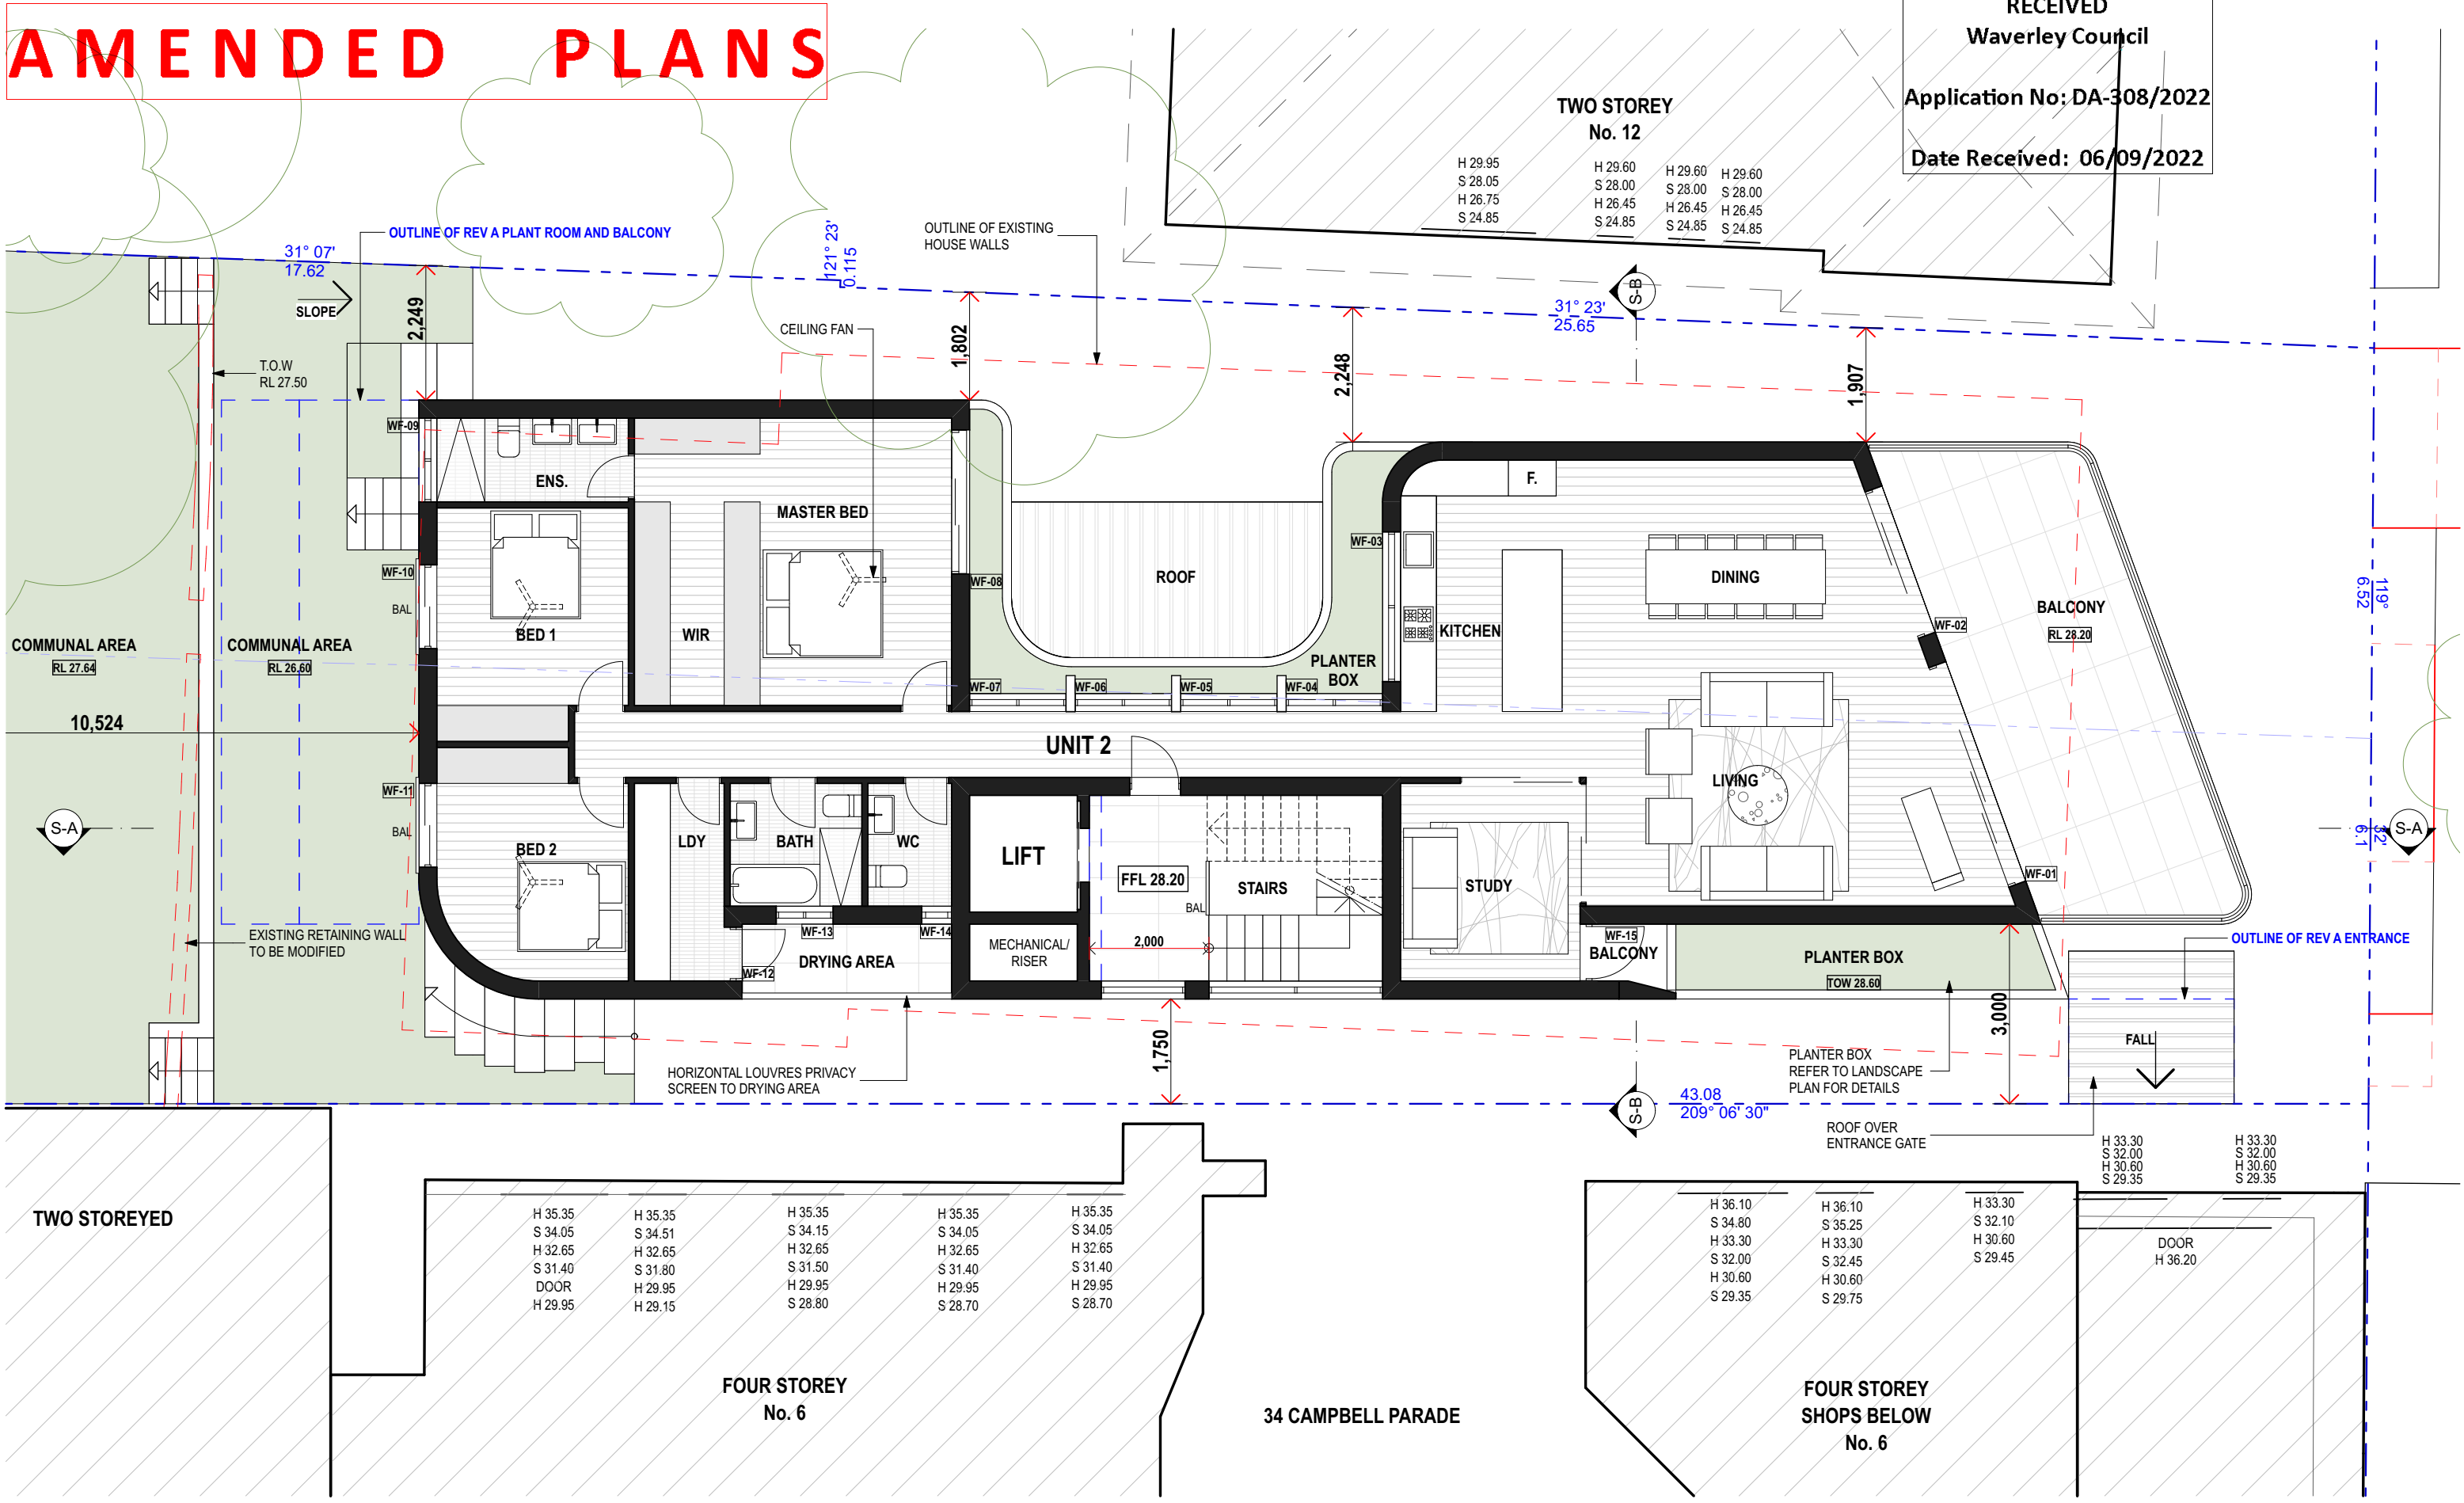 AMENDED PLANS
RECEIVED
Waverley Council
Application No: DA-308/2022
Date Received: 06/09/2022
TWO STOREY
No. 12
H 29.95
S 28.05
H 26.75
S 24.85
H 29.60
S 28.00
H 26.45
S 24.85
H 29.60
S 28.00
H 26.45
S 24.85
H 29.60
S 28.00
H 26.45
S 24.85
OUTLINE OF REV A PLANT ROOM AND BALCONY
31° 07'
17.62
SLOPE
2,249
121° 23'
0.115
OUTLINE OF EXISTING
HOUSE WALLS
S-B
31° 23'
25.65
CEILING FAN
1,802
2,248
1,907
T.O.W
RL 27.50
WF-09
ENS.
MASTER BED
F.
WF-03
WF-10
WF-08
ROOF
DINING
BAL
BED 1
WIR
KITCHEN
WF-02
BALCONY
RL 28.20
119°
6.52
COMMUNAL AREA
RL 27.64
COMMUNAL AREA
RL 26.60
PLANTER
BOX
WF-07
WF-06
WF-05
WF-04
10,524
UNIT 2
LIVING
WF-11
S-A
BAL
BED 2
LDY
BATH
WC
LIFT
FFL 28.20
STAIRS
BAL
STUDY
WF-01
S-A
32'
6.1
EXISTING RETAINING WALL
TO BE MODIFIED
WF-13
WF-14
WF-12
DRYING AREA
MECHANICAL/
RISER
2,000
WF-15
BALCONY
PLANTER BOX
TOW 28.60
OUTLINE OF REV A ENTRANCE
1,750
3,000
FALL
HORIZONTAL LOUVRES PRIVACY
SCREEN TO DRYING AREA
PLANTER BOX
REFER TO LANDSCAPE
PLAN FOR DETAILS
S-B
43.08
209° 06' 30"
ROOF OVER
ENTRANCE GATE
H 33.30
S 32.00
H 30.60
S 29.35
H 33.30
S 32.00
H 30.60
S 29.35
TWO STOREYED
H 35.35
S 34.05
H 32.65
S 31.40
DOOR
H 29.95
H 35.35
S 34.51
H 32.65
S 31.80
H 29.95
H 29.15
H 35.35
S 34.15
H 32.65
S 31.50
H 29.95
S 28.80
H 35.35
S 34.05
H 32.65
S 31.40
H 29.95
S 28.70
H 35.35
S 34.05
H 32.65
S 31.40
H 29.95
S 28.70
H 36.10
S 34.80
H 33.30
S 32.00
H 30.60
S 29.35
H 36.10
S 35.25
H 33.30
S 32.45
H 30.60
S 29.75
H 33.30
S 32.10
H 30.60
S 29.45
DOOR
H 36.20
FOUR STOREY
No. 6
34 CAMPBELL PARADE
FOUR STOREY
SHOPS BELOW
No. 6